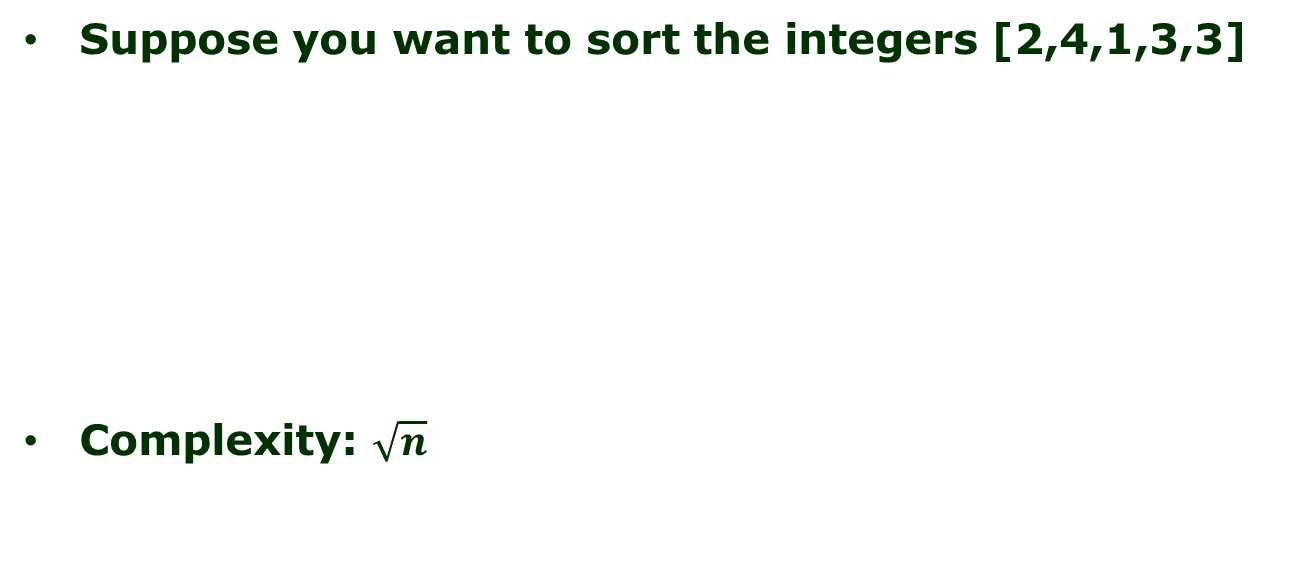 • Suppose you want to sort the integers [2,4,1,3,3]
• Complexity: √n